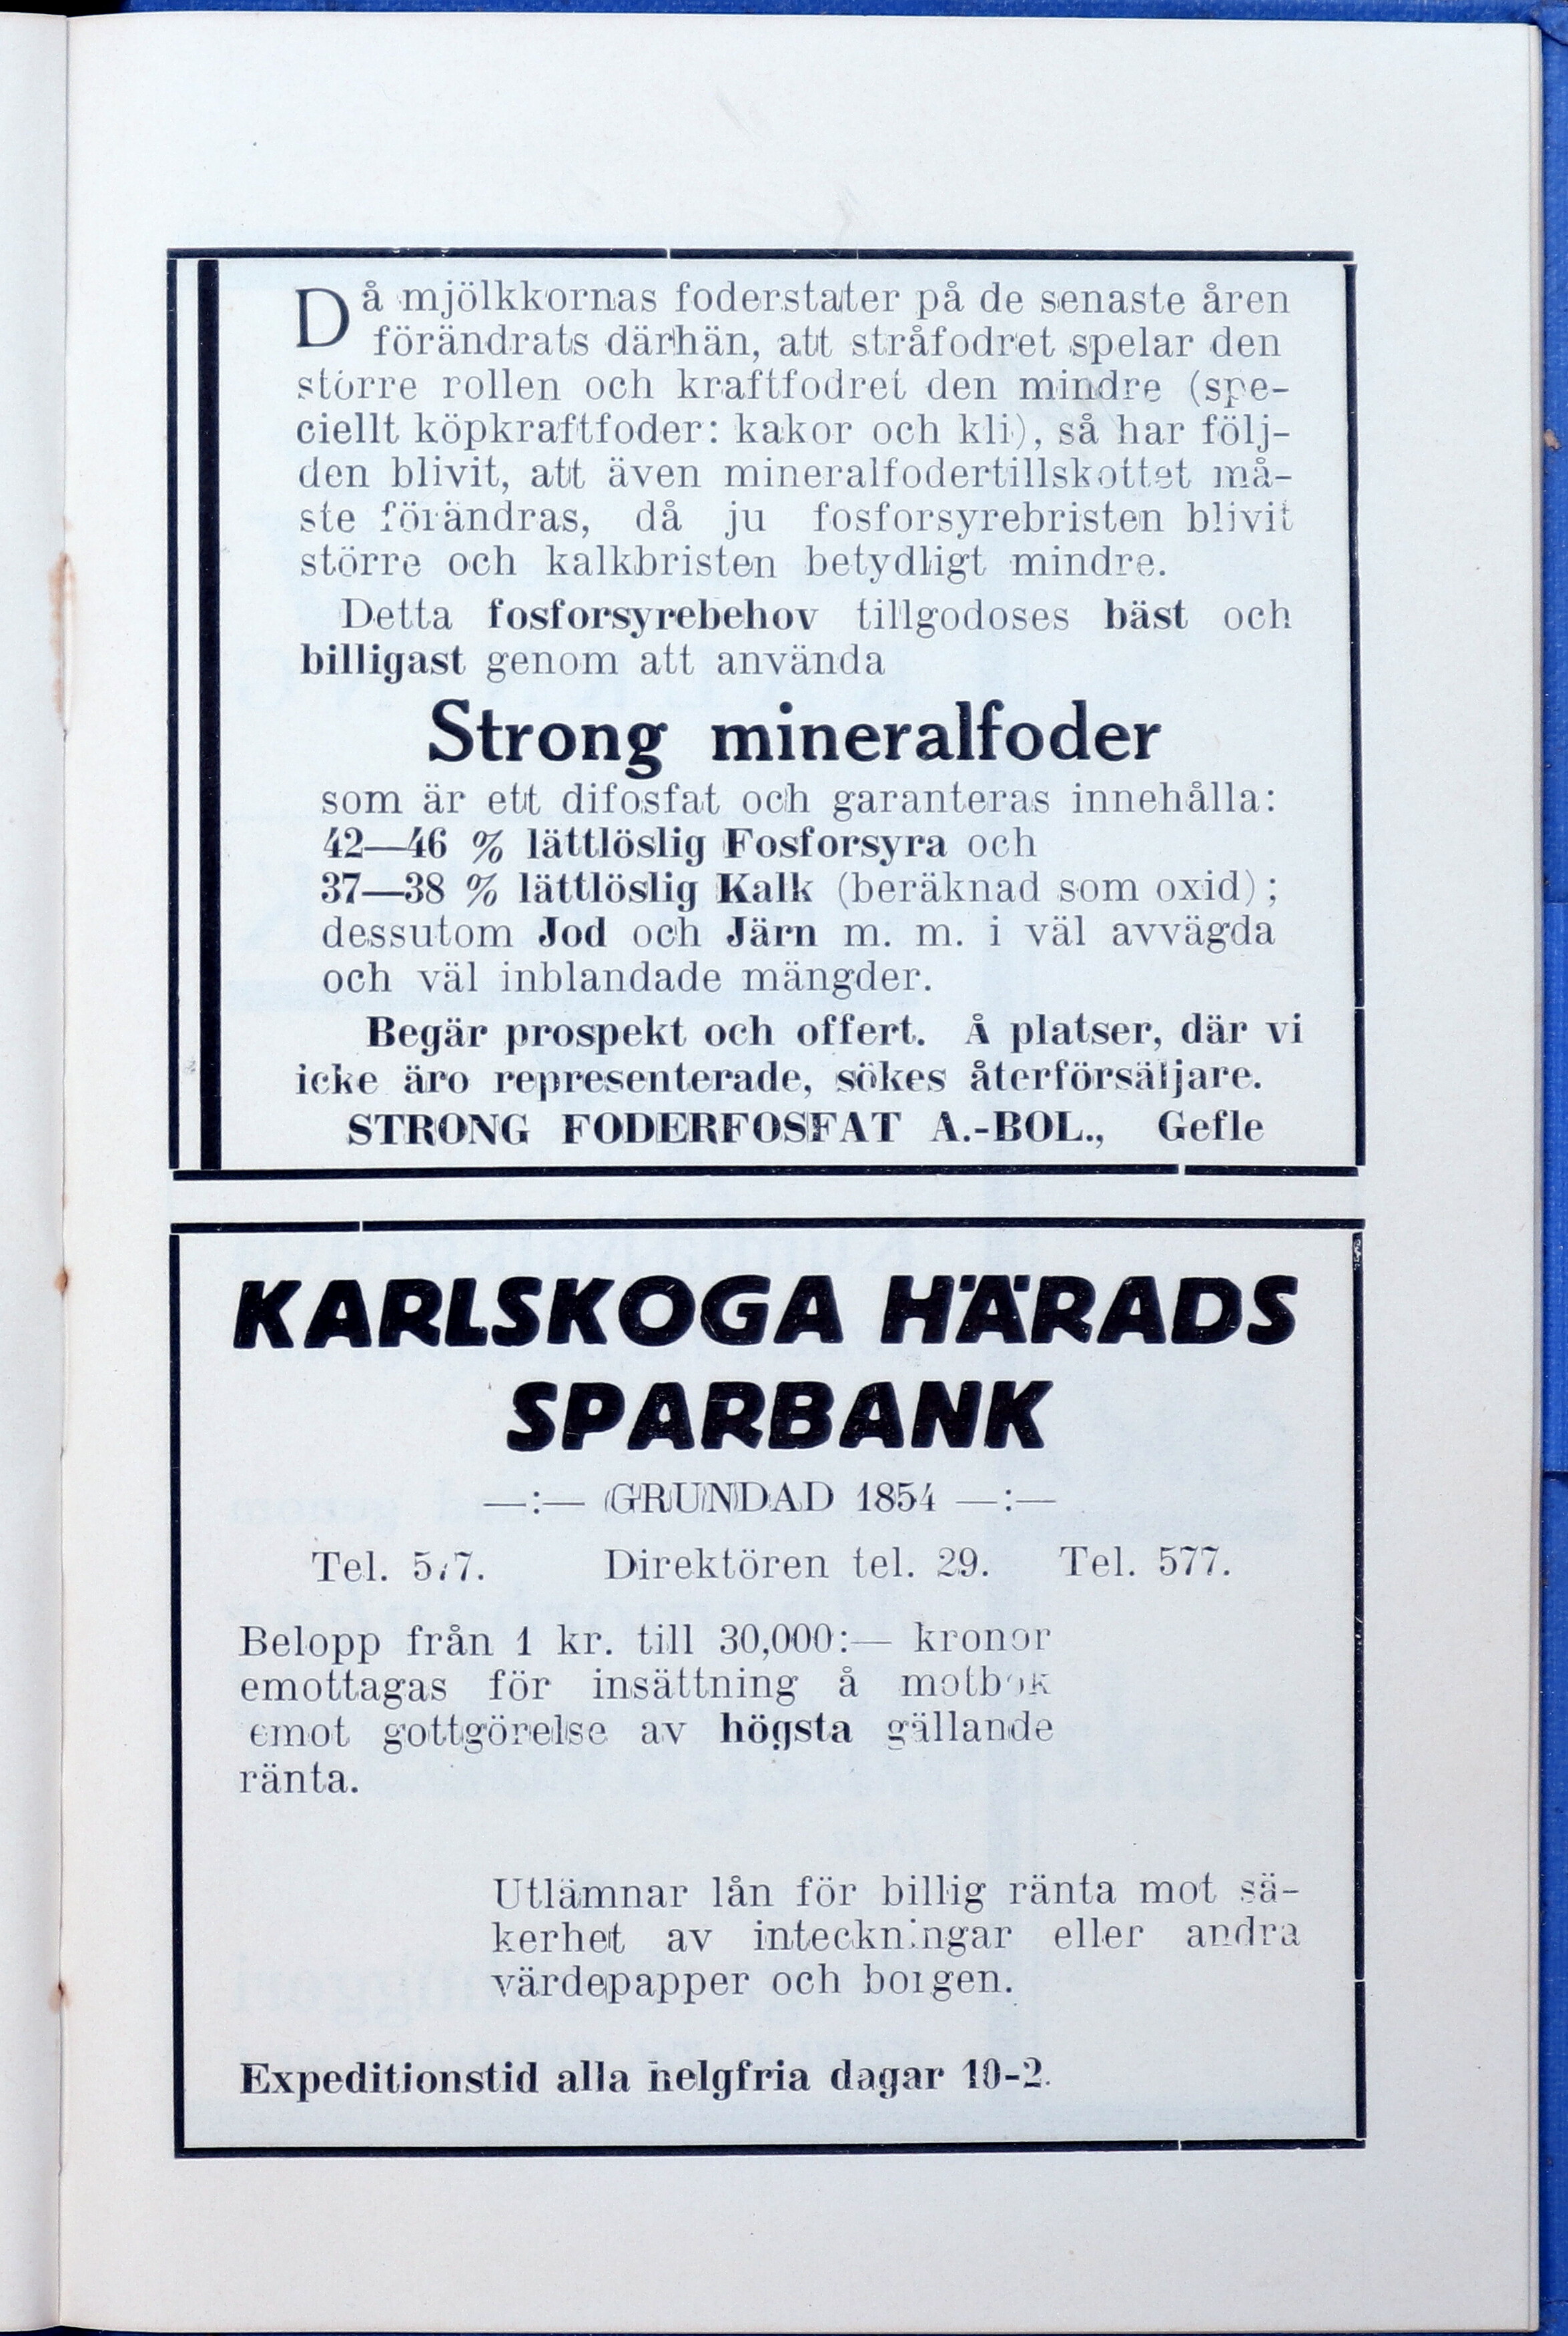 Då mjölkkornas foderstater på de senaste åren
förändrats därhän, att stråfodret spelar den
större rollen och kraftfodret den mindre (spe-
ciellt köpkraftfoder: kakor och kli), så har följ-
den blivit, att även mineralfodertillskottet må-
ste förändras, då ju fosforsyrebristen blivit
större och kalkbristen betydligt mindre.
Detta fosforsyrebehov tillgodoses bäst och
billigast genom att använda
Strong mineralfoder
som är ett difosfat och garanteras innehålla:
42—46 % lättlöslig Fosforsyra och
37—38 % lättlöslig Kalk (beräknad som oxid);
dessutom Jod och Järn m. m. i väl avvägda
och väl inblandade mängder.
Begär prospekt och offert. Å platser, där vi
icke äro representerade, sökes återförsäljare.
STRONG FODERFOSFAT A.-BOL., Gefle
KARLSKOGA HÄRADS
SPARBANK
—:— GRUNDAD 1854 —:—
Tel. 577. Direktören tel. 29. Tel. 577.
Belopp från 1 kr. till 30,000:— kronor
emottagas för insättning å motbok
emot gottgörelse av högsta gällande
ränta.
Utlämnar lån för billig ränta mot sä-
kerhet av inteckningar eller andra
värdepapper och borgen.
Expeditionstid alla helgfria dagar 10-2.